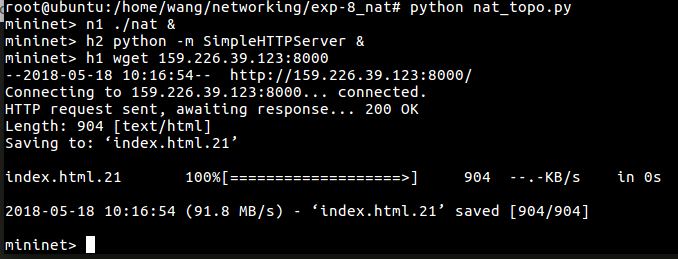 root@ubuntu:/home/wang/networking/exp-8_nat# python nat_topo.py
mininet> n1 ./nat &
mininet> h2 python -m SimpleHTTPServer &
mininet> h1 wget 159.226.39.123:8000
--2018-05-18 10:16:54--  http://159.226.39.123:8000/
Connecting to 159.226.39.123:8000... connected.
HTTP request sent, awaiting response... 200 OK
Length: 904 [text/html]
Saving to: ‘index.html.21’
index.html.21       100%[===================>]     904  --.-KB/s    in 0s
2018-05-18 10:16:54 (91.8 MB/s) - ‘index.html.21’ saved [904/904]
mininet>